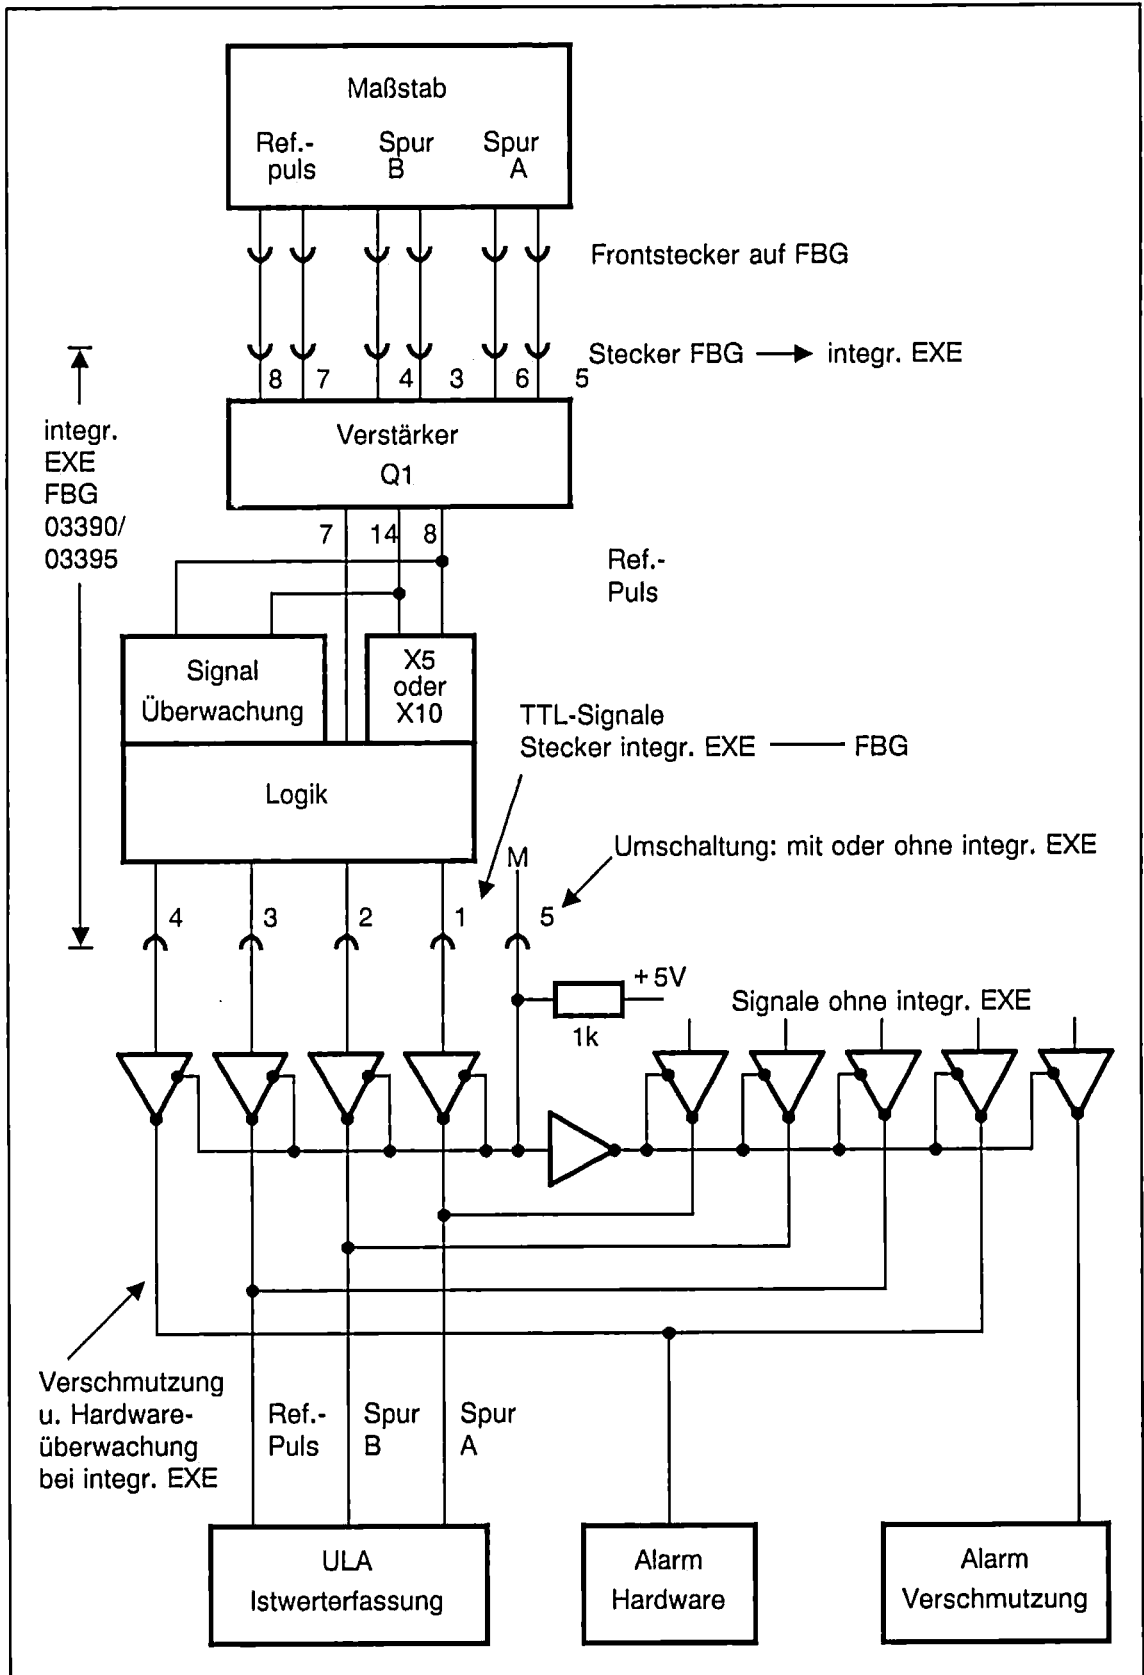 Maßstab
Ref.- Spur Spur
puls B A
Frontstecker auf FBG
Stecker FBG → integr. EXE
8 7 4 3 6 5
integr.
EXE
FBG
03390/
03395
Verstärker
Q1
7 14 8
Ref.-
Puls
Signal
Überwachung
X5
oder
X10
TTL-Signale
Stecker integr. EXE — FBG
Logik
M
Umschaltung: mit oder ohne integr. EXE
4 3 2 1 5
+5V
1k
Signale ohne integr. EXE
Verschmutzung
u. Hardware-
überwachung
bei integr. EXE
Ref.- Spur Spur
Puls B A
ULA
Istwerterfassung
Alarm
Hardware
Alarm
Verschmutzung